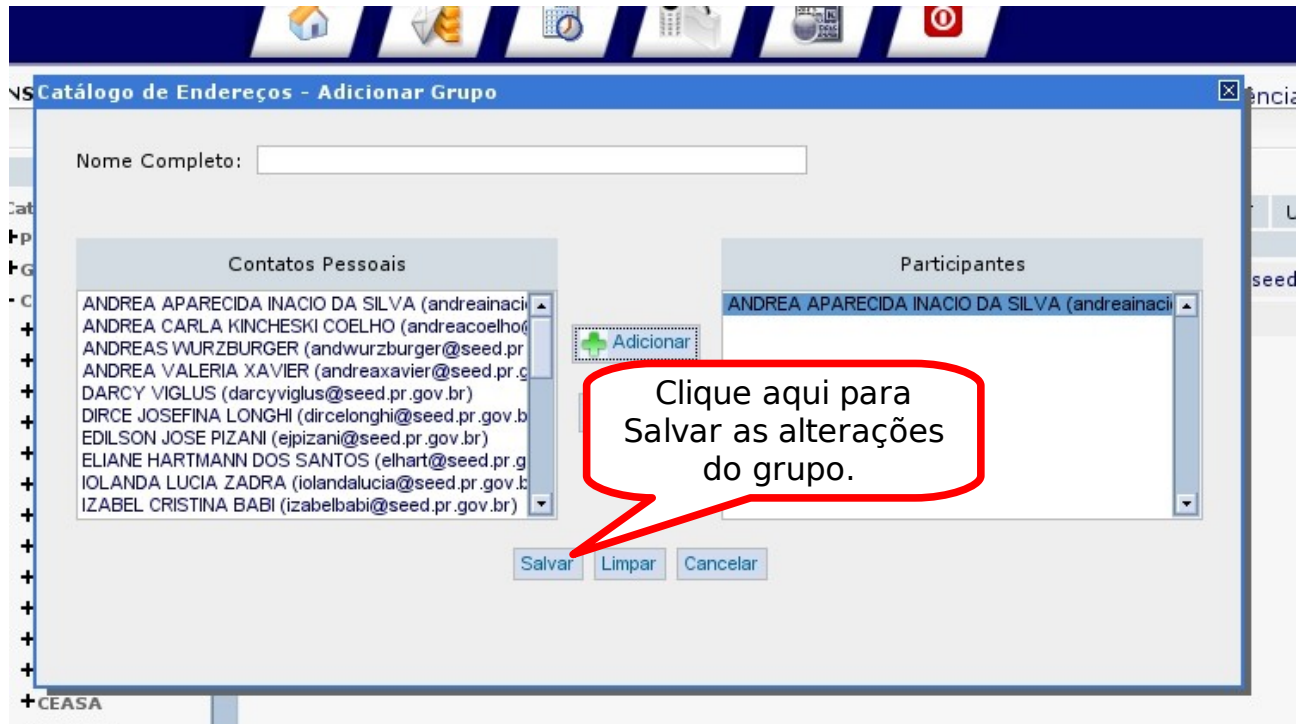 Catálogo de Endereços - Adicionar Grupo
ência
Nome Completo:
Cat
U
Contatos Pessoais
Participantes
seed
ANDREA APARECIDA INACIO DA SILVA (andreainaci
ANDREA APARECIDA INACIO DA SILVA (andreainaci
ANDREA CARLA KINCHESKI COELHO (andreacoelho@
ANDREAS WURZBURGER (andwurzburger@seed.pr
Adicionar
ANDREA VALERIA XAVIER (andreaxavier@seed.pr.g
DARCY VIGLUS (darcyviglus@seed.pr.gov.br)
DIRCE JOSEFINA LONGHI (dircelonghi@seed.pr.gov.b
EDILSON JOSE PIZANI (ejpizani@seed.pr.gov.br)
ELIANE HARTMANN DOS SANTOS (elhart@seed.pr.g
IOLANDA LUCIA ZADRA (iolandalucia@seed.pr.gov.b
IZABEL CRISTINA BABI (izabelbabi@seed.pr.gov.br)
Clique aqui para
Salvar as alterações
do grupo.
Salvar Limpar Cancelar
+CEASA